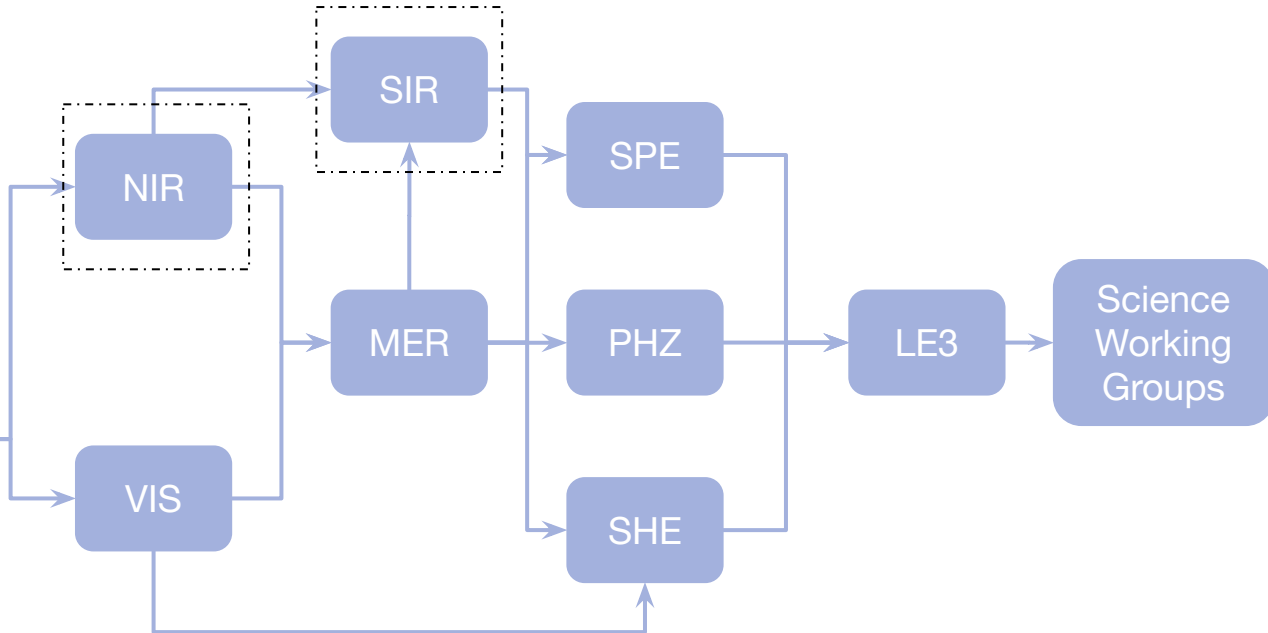 SIR
NIR
SPE
MER
PHZ
LE3
Science
Working
Groups
VIS
SHE